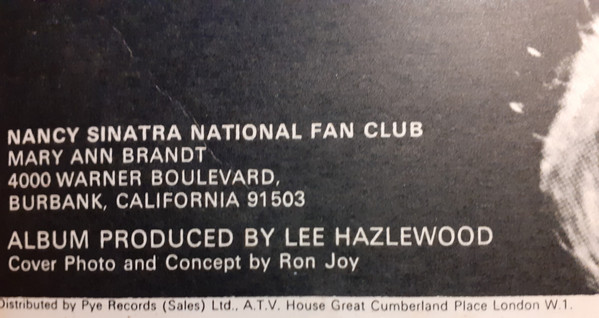 NANCY SINATRA NATIONAL FAN CLUB
MARY ANN BRANDT
4000 WARNER BOULEVARD,
BURBANK, CALIFORNIA 91503
ALBUM PRODUCED BY LEE HAZLEWOOD
Cover Photo and Concept by Ron Joy
Distributed by Pye Records (Sales) Ltd., A.T.V. House Great Cumberland Place London W.1.